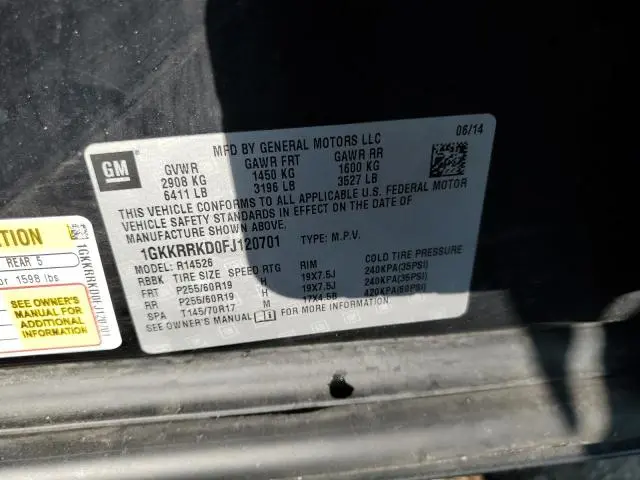 GM
MFD BY GENERAL MOTORS LLC 06/14
GVWR GAWR FRT GAWR RR
2908 KG 1450 KG 1600 KG
6411 LB 3196 LB 3527 LB
THIS VEHICLE CONFORMS TO ALL APPLICABLE U.S. FEDERAL MOTOR
VEHICLE SAFETY STANDARDS IN EFFECT ON THE DATE OF
MANUFACTURE SHOWN ABOVE.
1GKKRRKD0FJ120701 TYPE: M.P.V.
MODEL: R14526
RBBK TIRE SIZE SPEED RTG RIM COLD TIRE PRESSURE
FRT P255/60R19 H 19X7.5J 240KPA(35PSI)
RR P255/60R19 H 19X7.5J 240KPA(35PSI)
SPA T145/70R17 M 17X4.5B 420KPA(60PSI)
SEE OWNER'S MANUAL FOR MORE INFORMATION
TION
REAR 5
or 1598 lbs
SEE OWNER'S
MANUAL FOR
ADDITIONAL
INFORMATION
1GKKRRKD0FJ120701